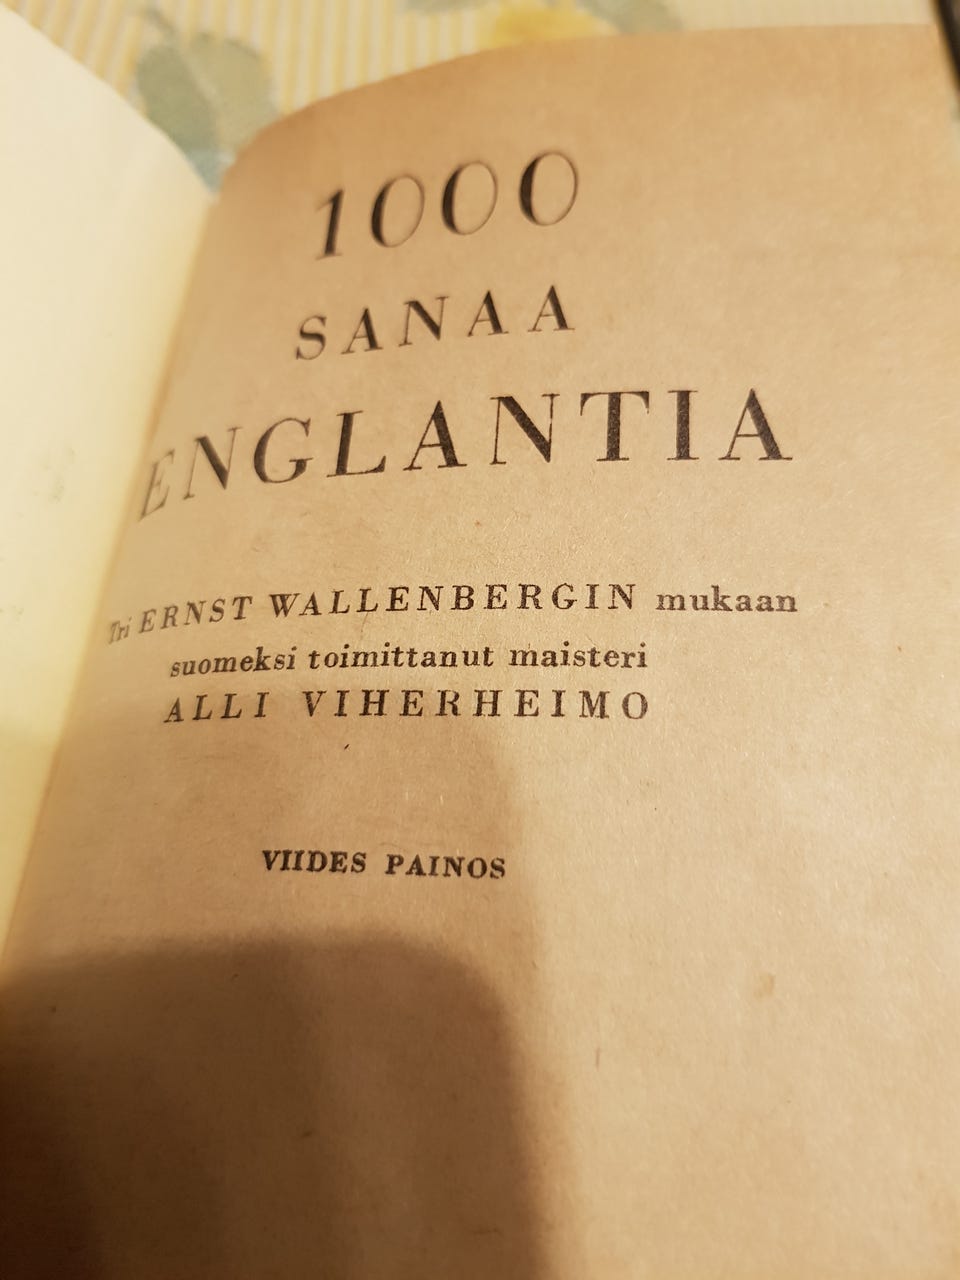 1000
SANAA
ENGLANTIA
Tri ERNST WALLENBERGIN mukaan
suomeksi toimittanut maisteri
ALLI VIHERHEIMO
VIIDES PAINOS